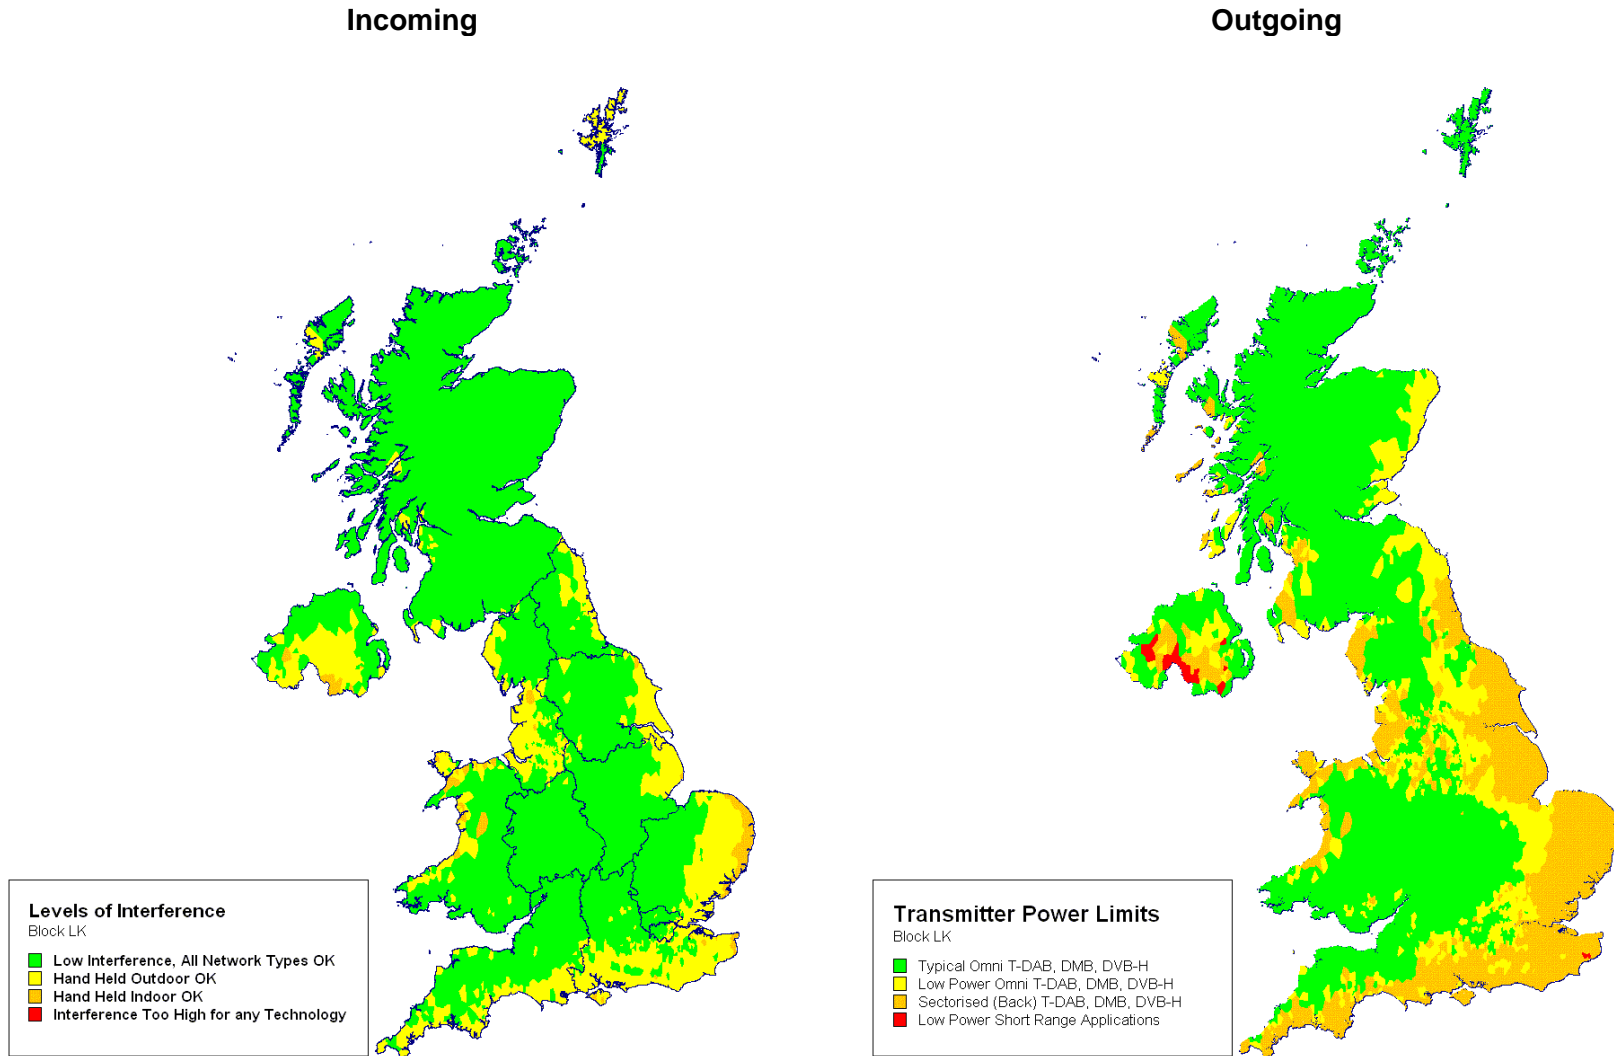 Incoming
Outgoing
Levels of Interference
Block LK
Low Interference, All Network Types OK
Hand Held Outdoor OK
Hand Held Indoor OK
Interference Too High for any Technology
Transmitter Power Limits
Block LK
Typical Omni T-DAB, DMB, DVB-H
Low Power Omni T-DAB, DMB, DVB-H
Sectorised (Back) T-DAB, DMB, DVB-H
Low Power Short Range Applications